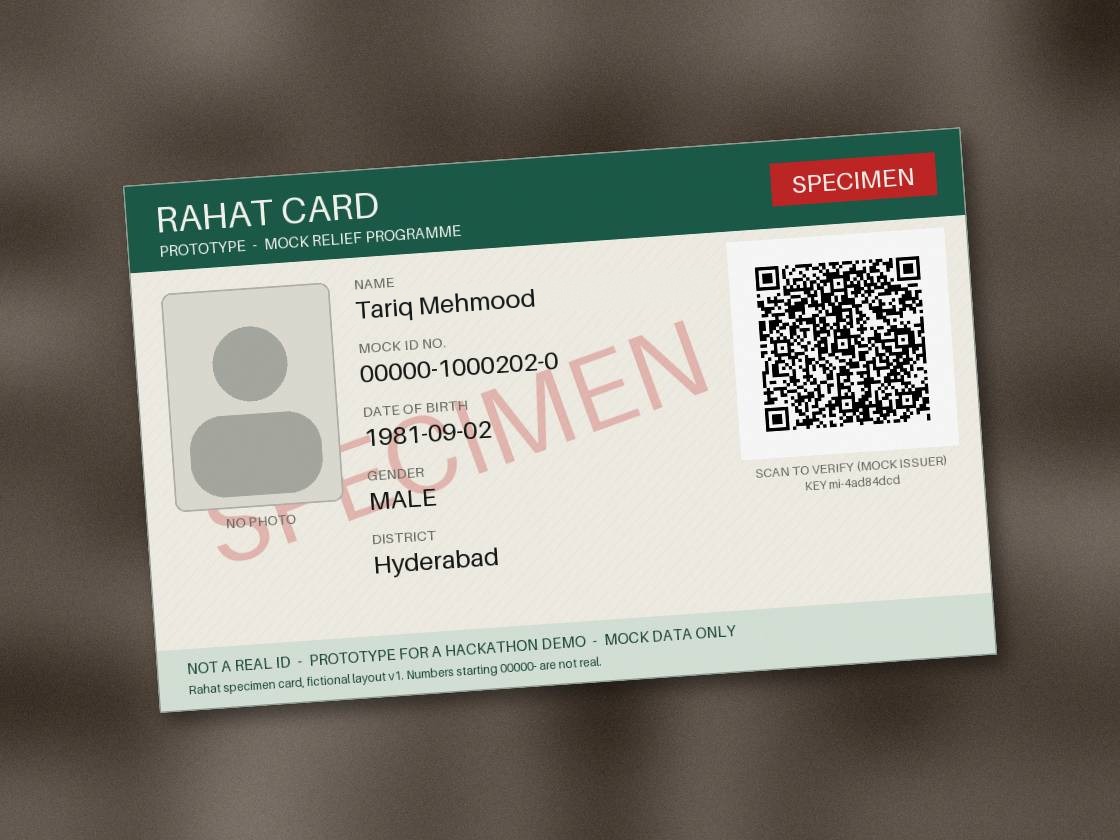 RAHAT CARD
PROTOTYPE - MOCK RELIEF PROGRAMME
SPECIMEN
NAME
Tariq Mehmood
MOCK ID NO.
00000-1000202-0
DATE OF BIRTH
1981-09-02
GENDER
MALE
DISTRICT
Hyderabad
NO PHOTO
SPECIMEN
SCAN TO VERIFY (MOCK ISSUER)
KEY mi-4ad84dcd
NOT A REAL ID - PROTOTYPE FOR A HACKATHON DEMO - MOCK DATA ONLY
Rahat specimen card, fictional layout v1. Numbers starting 00000- are not real.